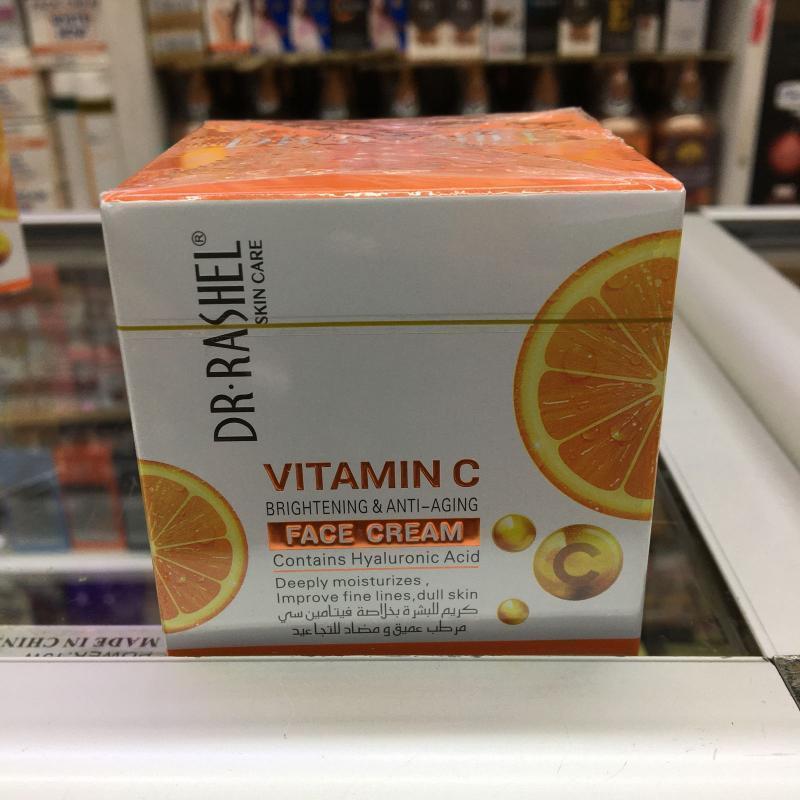 DR·RASHEL®
SKIN CARE
VITAMIN C
BRIGHTENING & ANTI-AGING
FACE CREAM
Contains Hyaluronic Acid
Deeply moisturizes ,
Improve fine lines,dull skin
كريم للبشرة بخلاصة فيتامين سي
مرطب عميق و مضاد للتجاعيد
C
MADE IN CHIN